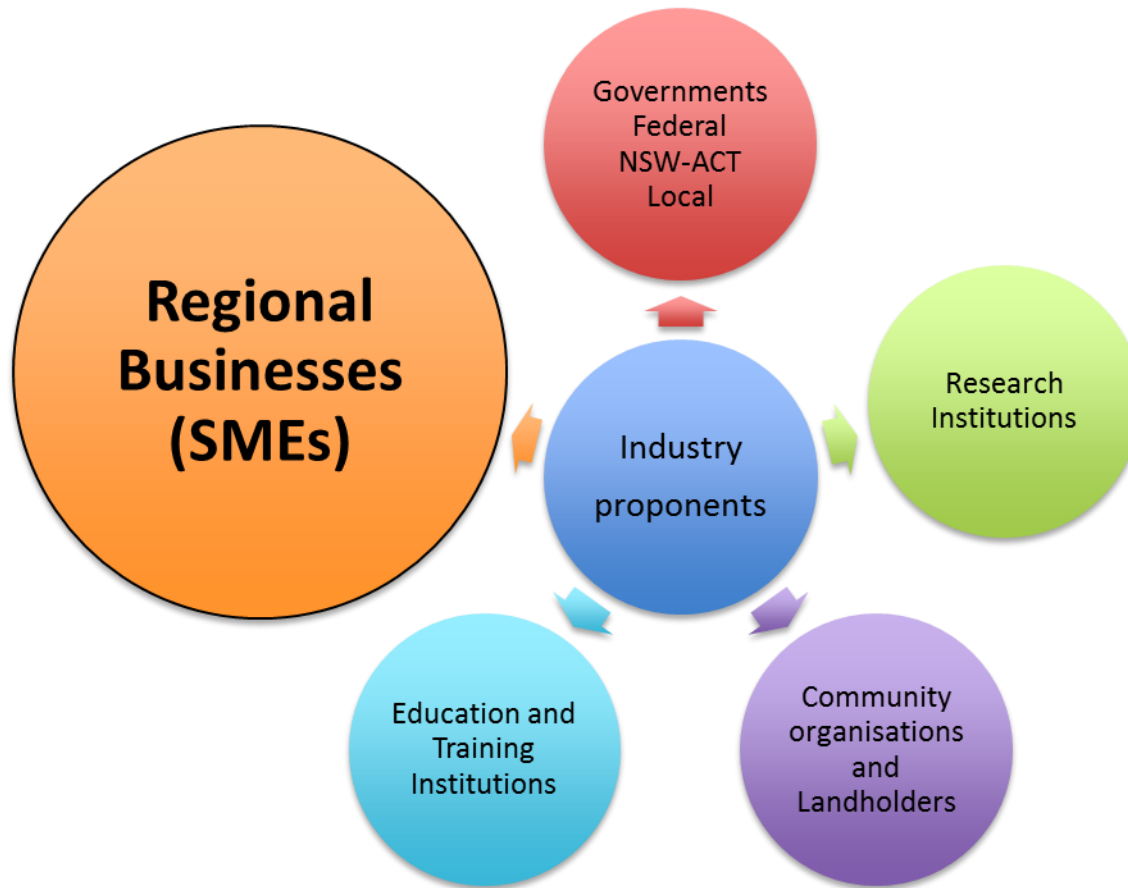 Governments
Federal
NSW-ACT
Local
Regional
Businesses
(SMEs)
Research
Institutions
Industry
proponents
Education and
Training
Institutions
Community
organisations
and
Landholders